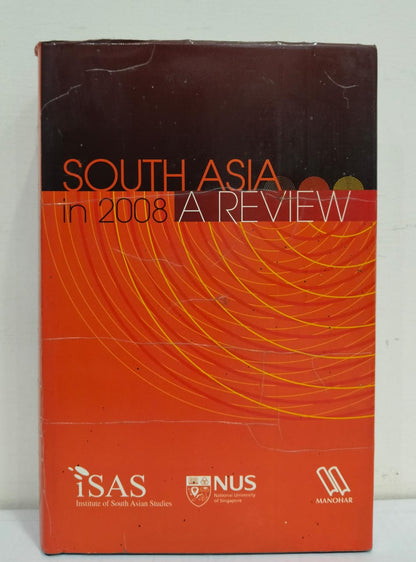 SOUTH ASIA
in 2008 A REVIEW
iSAS
Institute of South Asian Studies
NUS
National University
of Singapore
MANOHAR